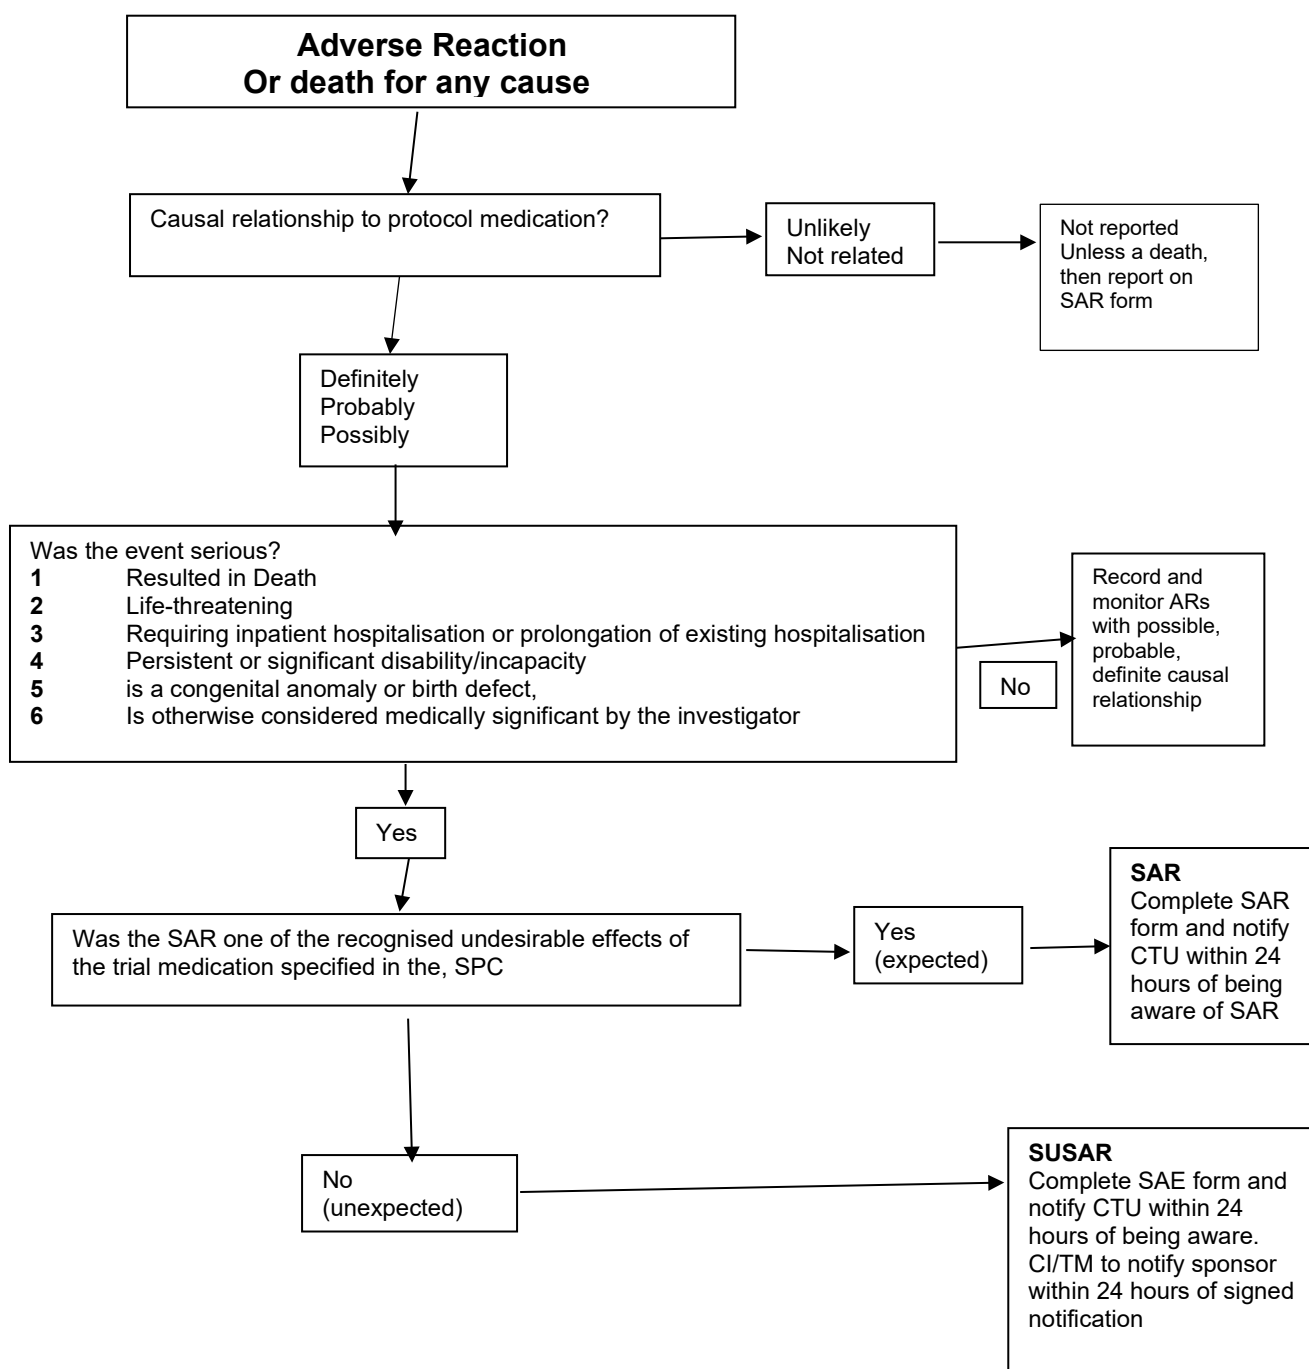 Adverse Reaction
Or death for any cause
Causal relationship to protocol medication?
Unlikely
Not related
Not reported
Unless a death,
then report on
SAR form
Definitely
Probably
Possibly
Was the event serious?
1 Resulted in Death
2 Life-threatening
3 Requiring inpatient hospitalisation or prolongation of existing hospitalisation
4 Persistent or significant disability/incapacity
5 is a congenital anomaly or birth defect,
6 Is otherwise considered medically significant by the investigator
No
Record and
monitor ARs
with possible,
probable,
definite causal
relationship
Yes
Was the SAR one of the recognised undesirable effects of
the trial medication specified in the, SPC
Yes
(expected)
SAR
Complete SAR
form and notify
CTU within 24
hours of being
aware of SAR
No
(unexpected)
SUSAR
Complete SAE form and
notify CTU within 24
hours of being aware.
CI/TM to notify sponsor
within 24 hours of signed
notification